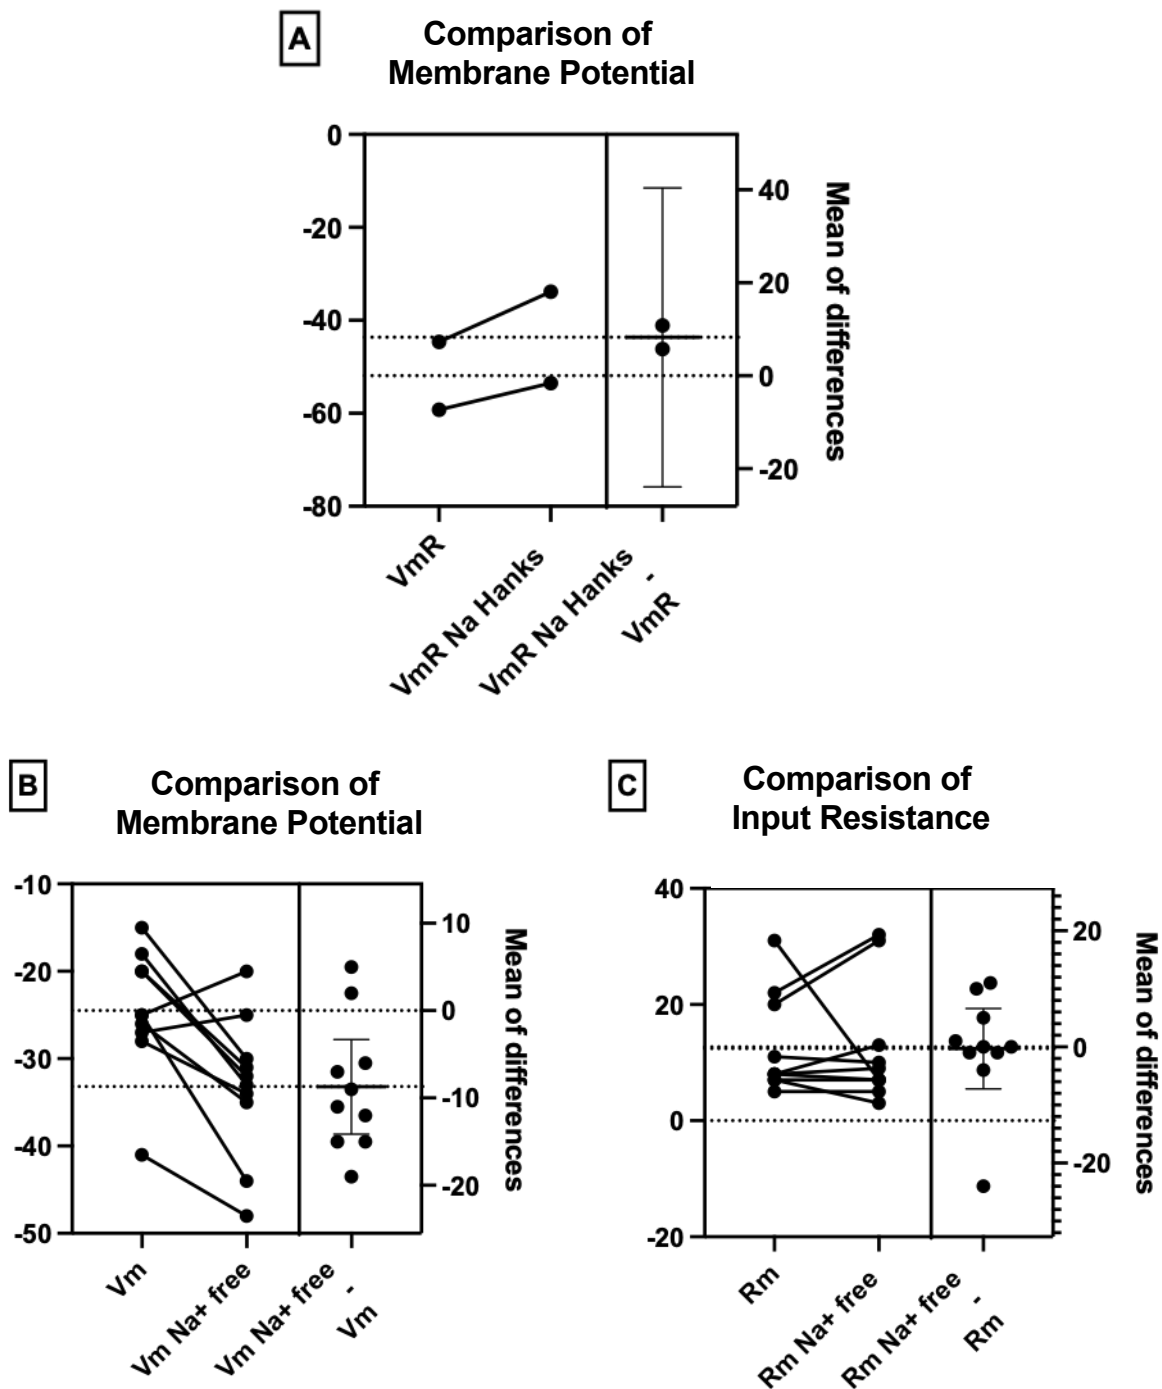 A
Comparison of
Membrane Potential
0
-20
-40
-60
-80
40
20
0
-20
Mean of differences
VmR
VmR Na Hanks
VmR Na Hanks
-
VmR
B
Comparison of
Membrane Potential
-10
-20
-30
-40
-50
10
0
-10
-20
Mean of differences
Vm
Vm Na+ free
Vm Na+ free
-
Vm
C
Comparison of
Input Resistance
40
20
0
-20
20
0
-20
Mean of differences
Rm
Rm Na+ free
Rm Na+ free
-
Rm